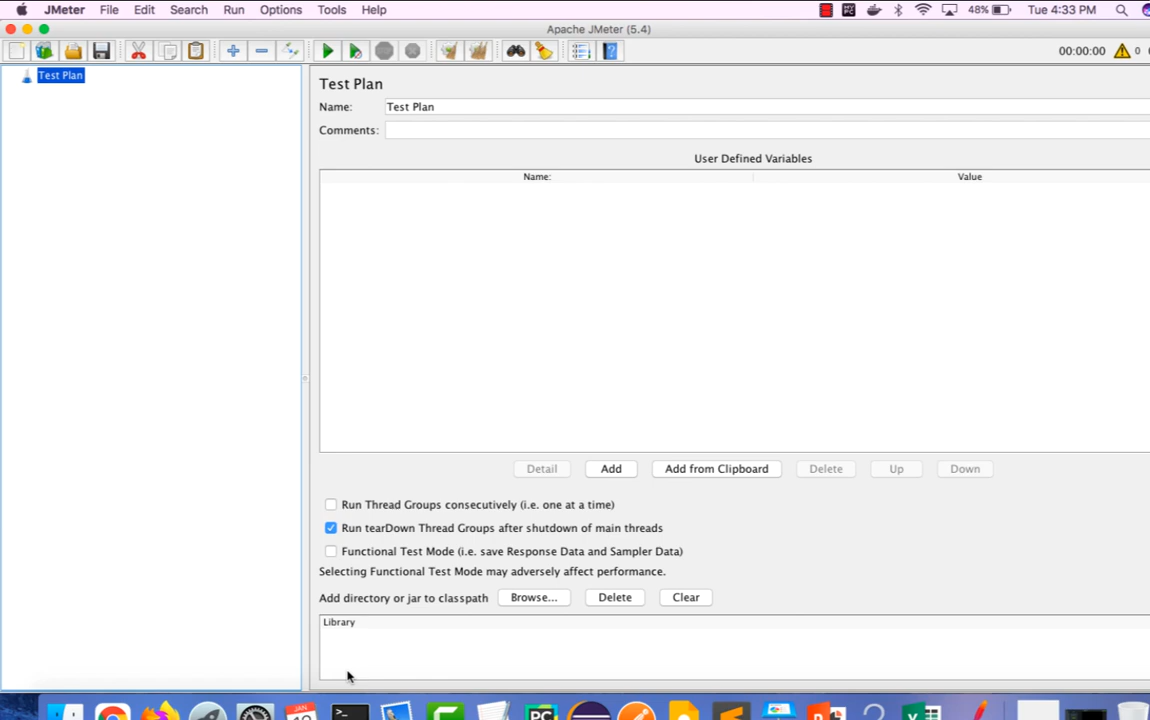 JMeter File Edit Search Run Options Tools Help 48% Tue 4:33 PM
Apache JMeter (5.4)
00:00:00 0
Test Plan
Test Plan
Name: Test Plan
Comments:
User Defined Variables
Name: Value
Detail Add Add from Clipboard Delete Up Down
Run Thread Groups consecutively (i.e. one at a time)
Run tearDown Thread Groups after shutdown of main threads
Functional Test Mode (i.e. save Response Data and Sampler Data)
Selecting Functional Test Mode may adversely affect performance.
Add directory or jar to classpath Browse... Delete Clear
Library
JAN
PC